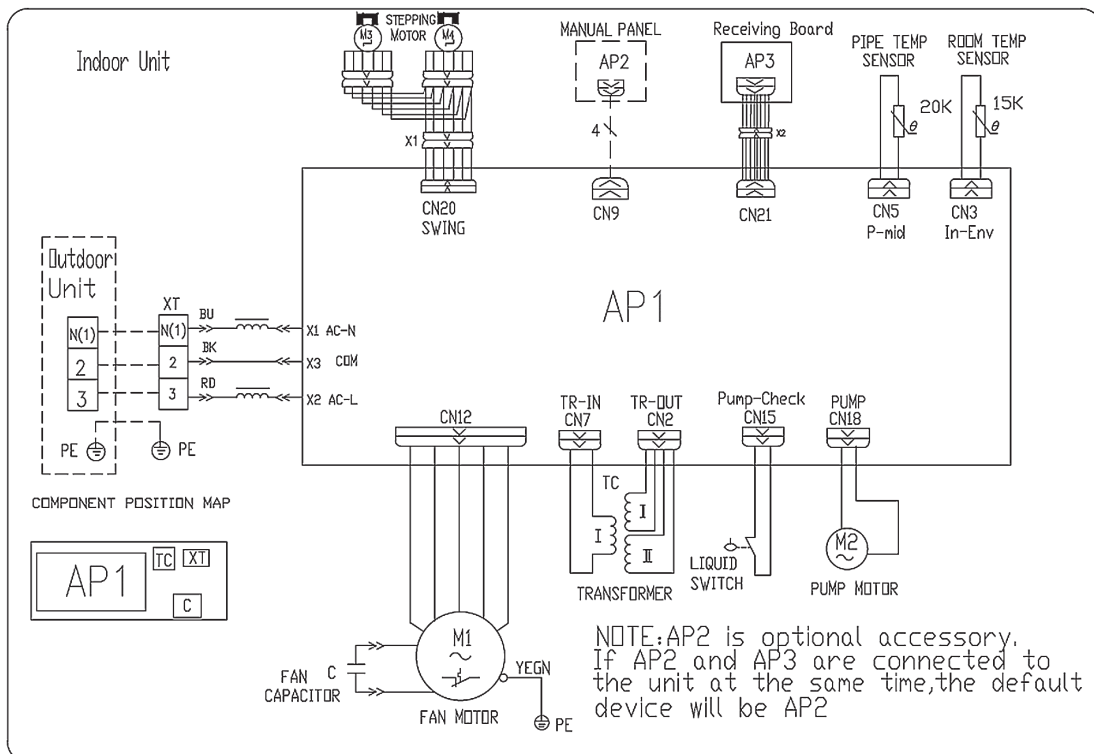 Indoor Unit
STEPPING
MOTOR
M3
M4
X1
CN20
SWING
MANUAL PANEL
AP2
4
CN9
Receiving Board
AP3
X2
CN21
PIPE TEMP
SENSOR
20K
θ
CN5
P-mid
ROOM TEMP
SENSOR
15K
θ
CN3
In-Env
Outdoor
Unit
N(1)
2
3
PE
XT
N(1)
2
3
PE
BU
BK
RD
X1 AC-N
X3 COM
X2 AC-L
AP1
CN12
TR-IN
CN7
TR-OUT
CN2
Pump-Check
CN15
PUMP
CN18
TC
I
I
II
TRANSFORMER
LIQUID
SWITCH
M2
PUMP MOTOR
COMPONENT POSITION MAP
AP1
TC
XT
C
FAN
CAPACITOR
C
M1
FAN MOTOR
YEGN
PE
NOTE:AP2 is optional accessory.
If AP2 and AP3 are connected to
the unit at the same time,the default
device will be AP2